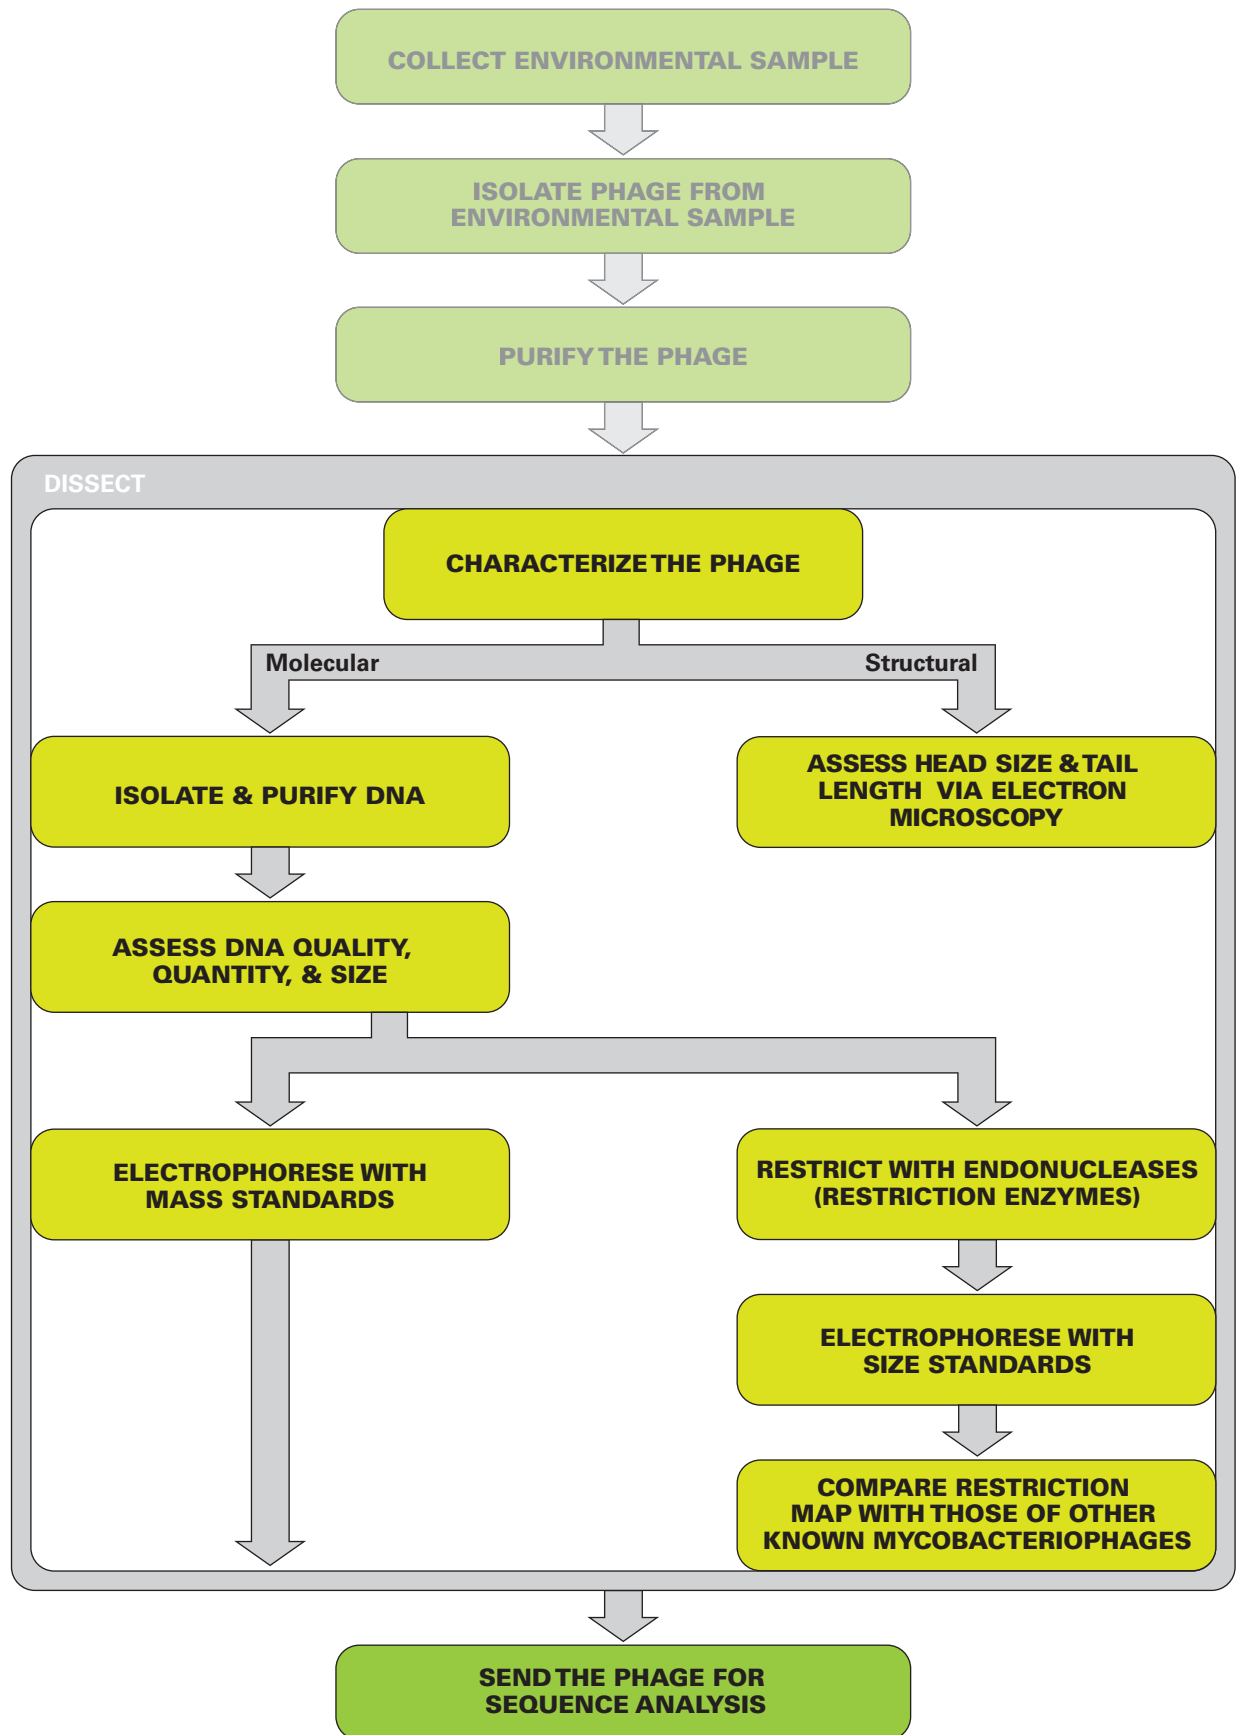 COLLECT ENVIRONMENTAL SAMPLE
ISOLATE PHAGE FROM
ENVIRONMENTAL SAMPLE
PURIFY THE PHAGE
DISSECT
CHARACTERIZE THE PHAGE
Molecular
Structural
ISOLATE & PURIFY DNA
ASSESS HEAD SIZE & TAIL
LENGTH VIA ELECTRON
MICROSCOPY
ASSESS DNA QUALITY,
QUANTITY, & SIZE
ELECTROPHORESE WITH
MASS STANDARDS
RESTRICT WITH ENDONUCLEASES
(RESTRICTION ENZYMES)
ELECTROPHORESE WITH
SIZE STANDARDS
COMPARE RESTRICTION
MAP WITH THOSE OF OTHER
KNOWN MYCOBACTERIOPHAGES
SEND THE PHAGE FOR
SEQUENCE ANALYSIS